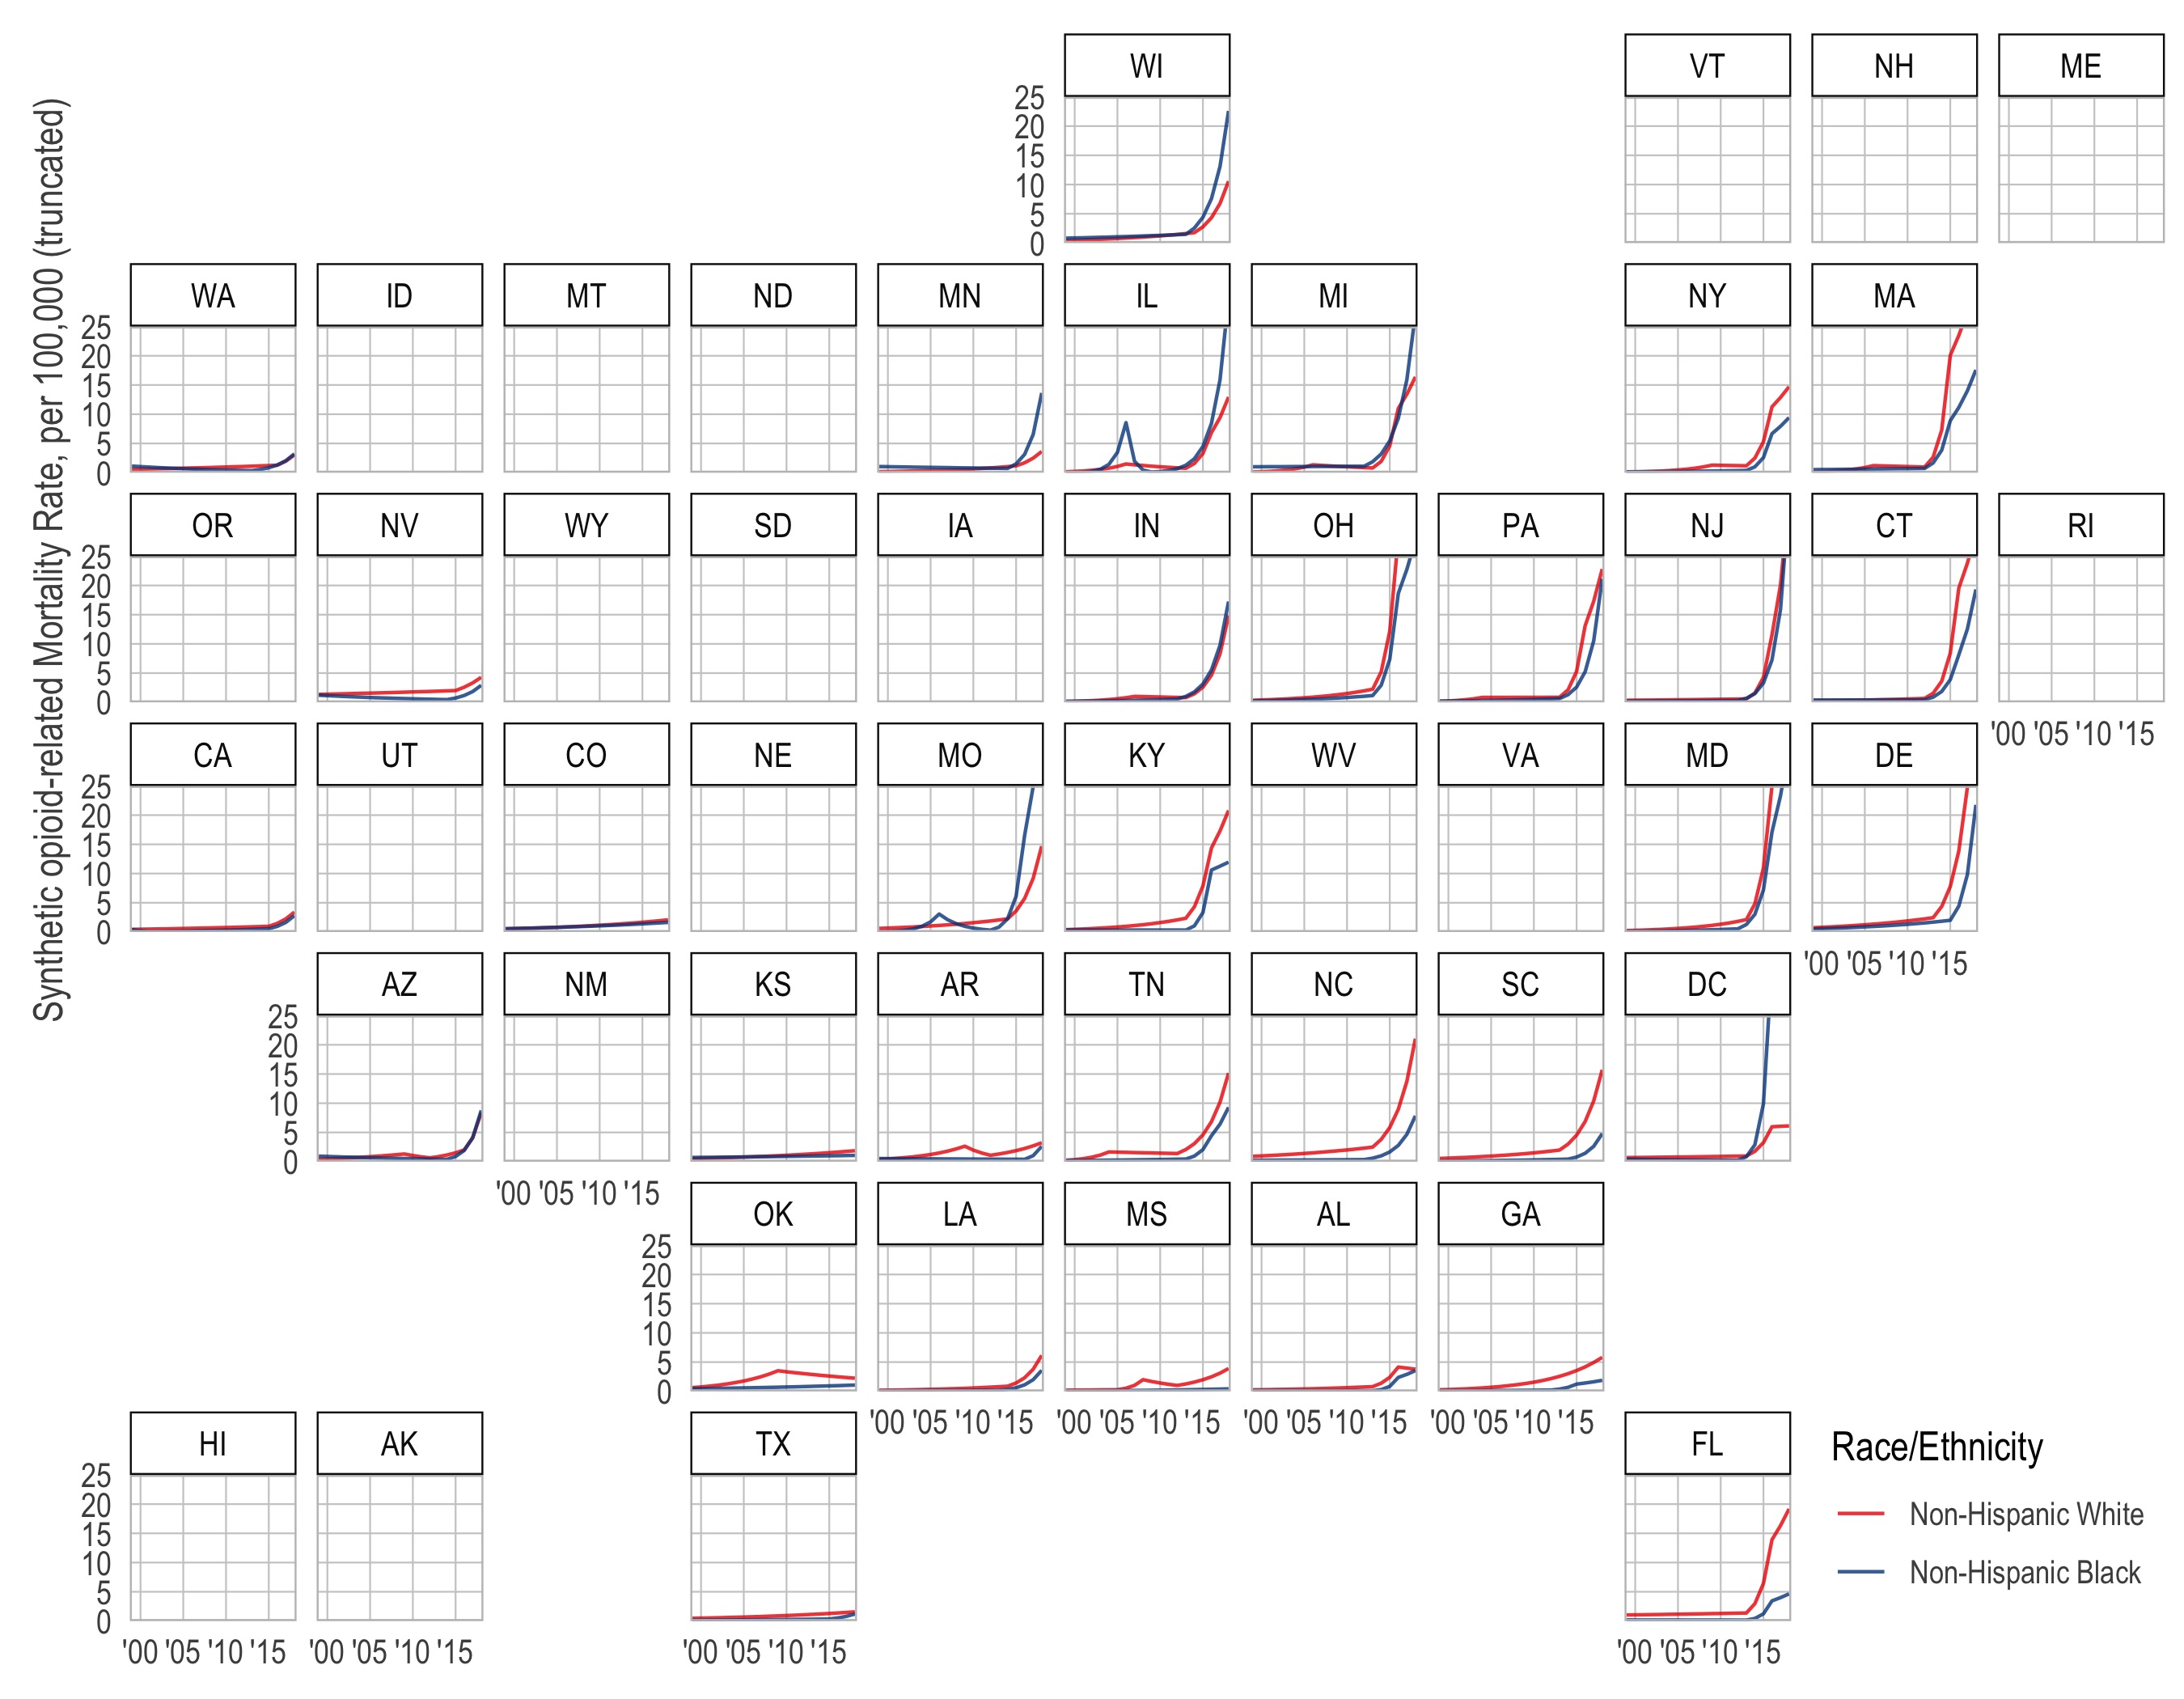 Synthetic opioid-related Mortality Rate, per 100,000 (truncated)
WI VT NH ME
25
20
15
10
5
0
WA ID MT ND MN IL MI NY MA
25
20
15
10
5
0
OR NV WY SD IA IN OH PA NJ CT RI
25
20
15
10
5
0
'00 '05 '10 '15
CA UT CO NE MO KY WV VA MD DE
25
20
15
10
5
0
'00 '05 '10 '15
AZ NM KS AR TN NC SC DC
25
20
15
10
5
0
'00 '05 '10 '15
OK LA MS AL GA
25
20
15
10
5
0
'00 '05 '10 '15 '00 '05 '10 '15 '00 '05 '10 '15 '00 '05 '10 '15
HI AK TX FL
25
20
15
10
5
0
'00 '05 '10 '15 '00 '05 '10 '15 '00 '05 '10 '15 '00 '05 '10 '15
Race/Ethnicity
Non-Hispanic White
Non-Hispanic Black